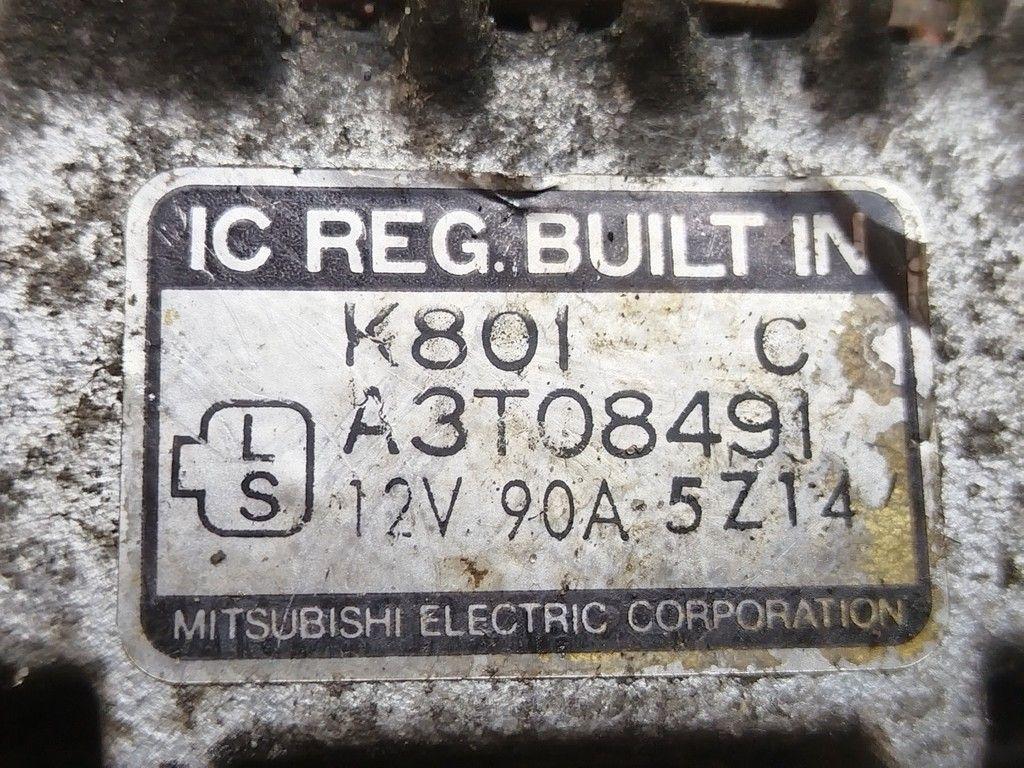 IC REG. BUILT IN
K801 C
A3T08491
L
S
12V 90A 5Z14
MITSUBISHI ELECTRIC CORPORATION